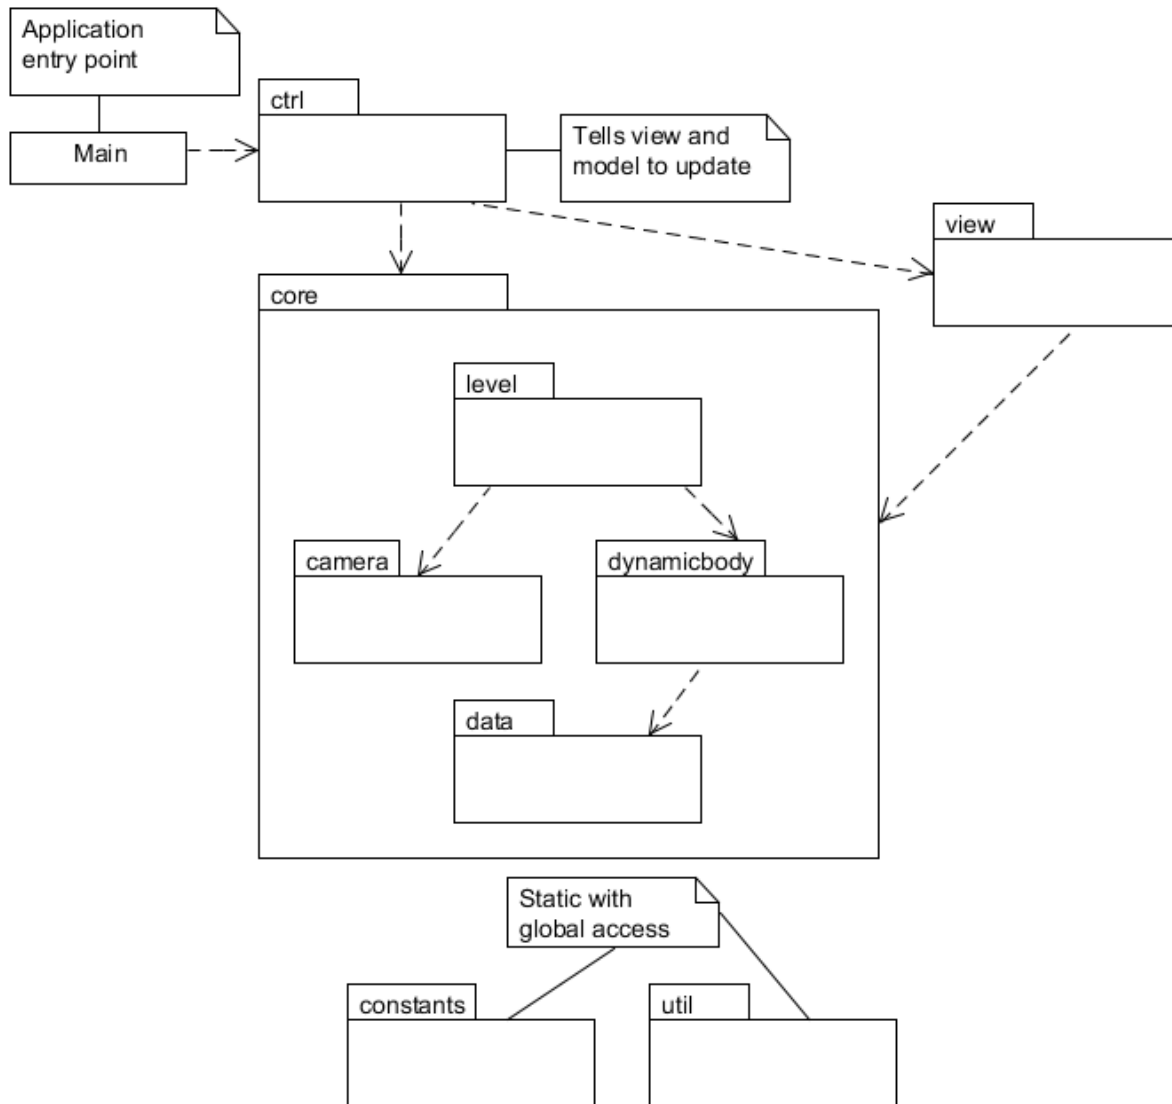 Application
entry point
ctrl
Main
Tells view and
model to update
view
core
level
camera
dynamicbody
data
Static with
global access
constants
util